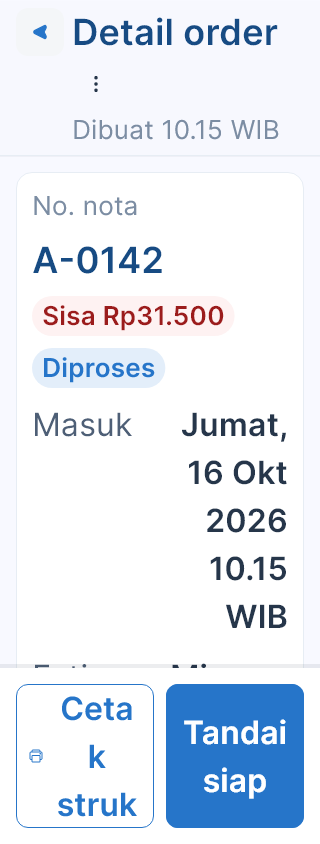 Detail order
Dibuat 10.15 WIB
No. nota
A-0142
Sisa Rp31.500
Diproses
Masuk Jumat,
16 Okt
2026
10.15
WIB
Ceta
k
struk
Tandai
siap